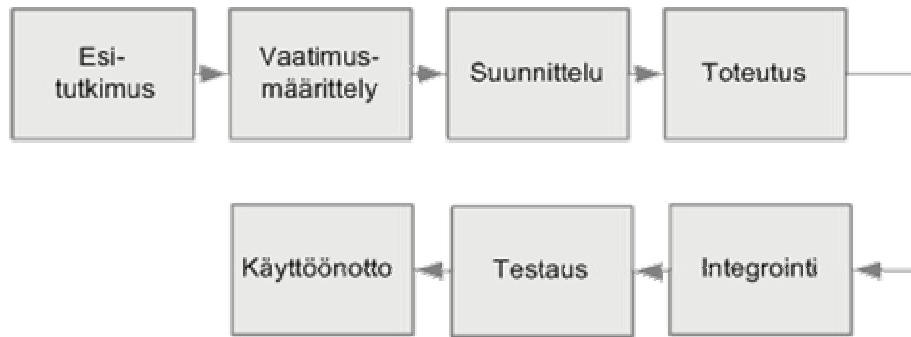 Esi-
tutkimus
Vaatimus-
määrittely
Suunnittelu
Toteutus
Käyttöönotto
Testaus
Integrointi